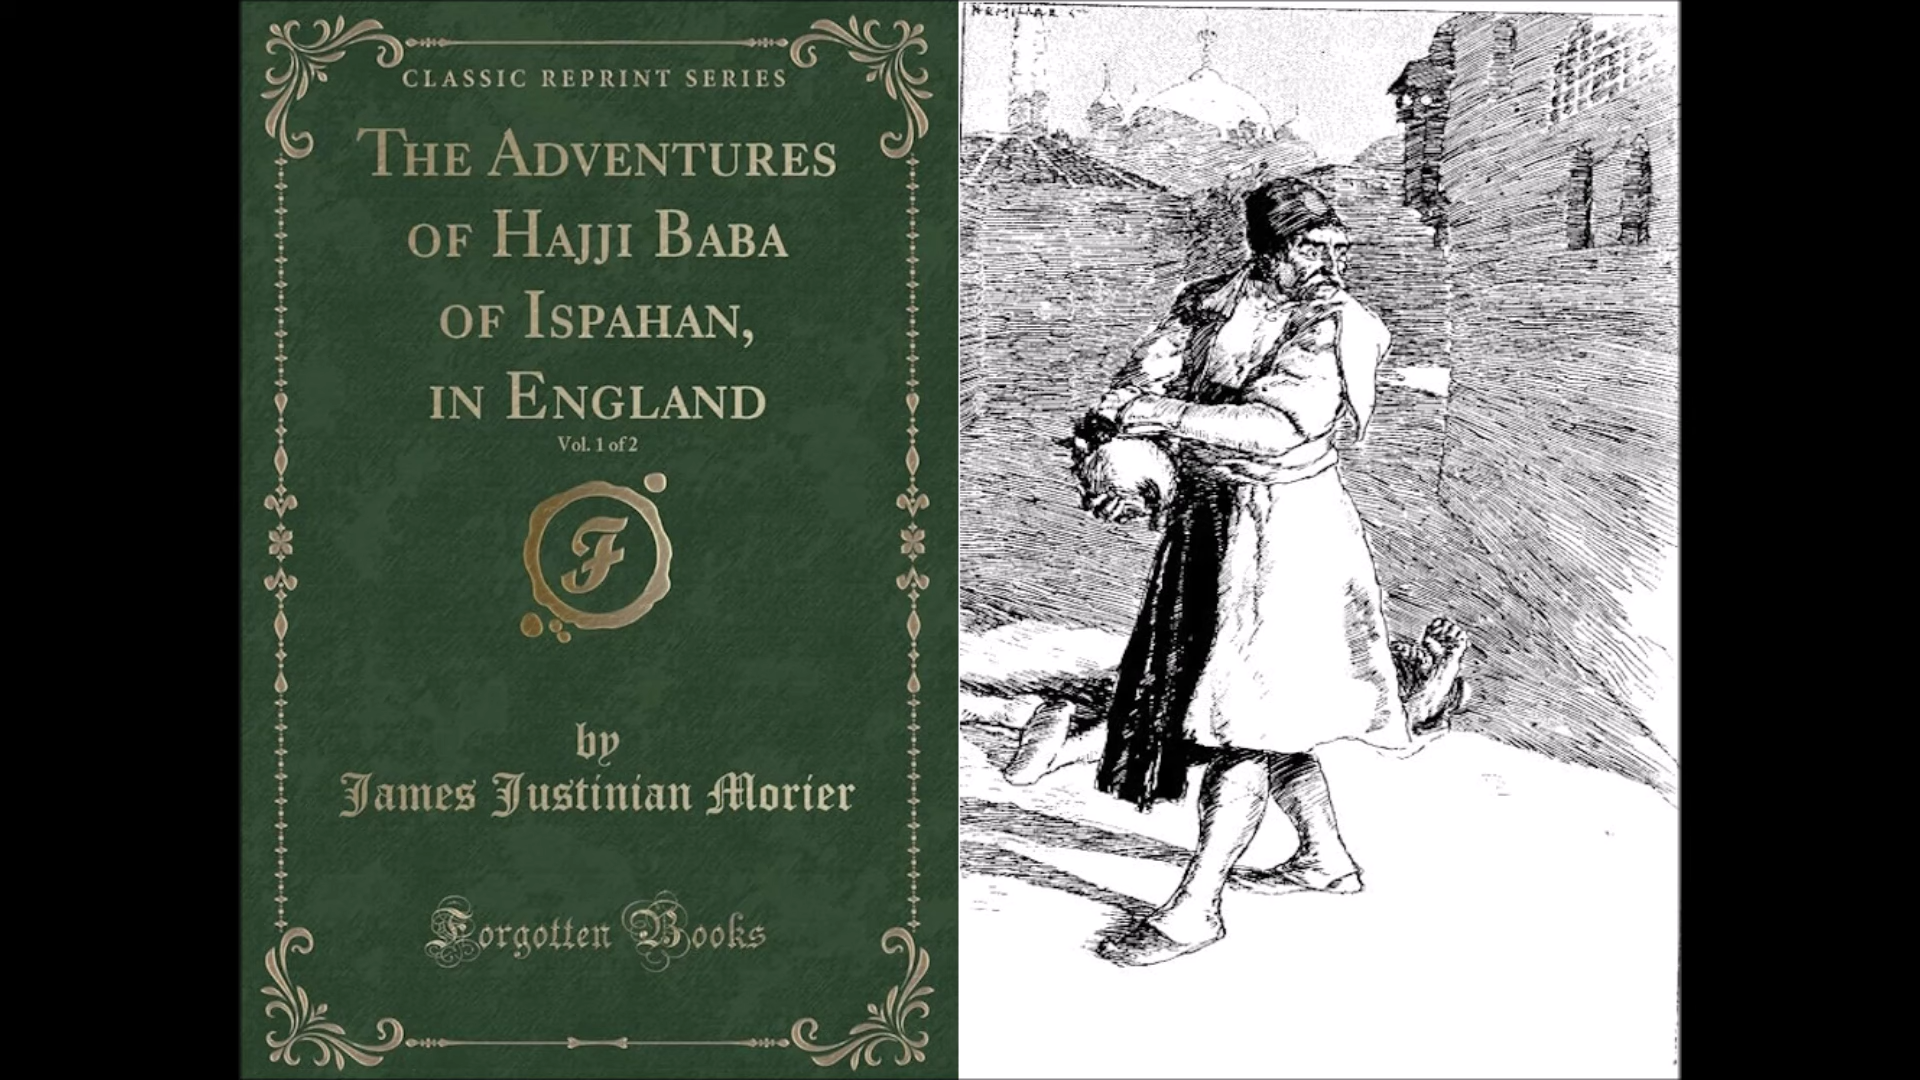 CLASSIC REPRINT SERIES
THE ADVENTURES
OF HAJJI BABA
OF ISPAHAN,
IN ENGLAND
Vol. 1 of 2
F
by
James Justinian Morier
Forgotten Books